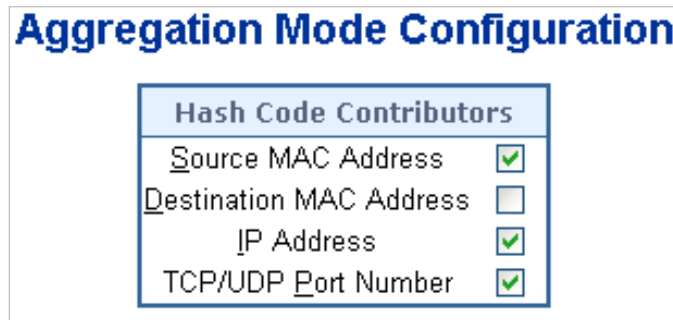 Aggregation Mode Configuration
Hash Code Contributors
Source MAC Address
Destination MAC Address
IP Address
TCP/UDP Port Number